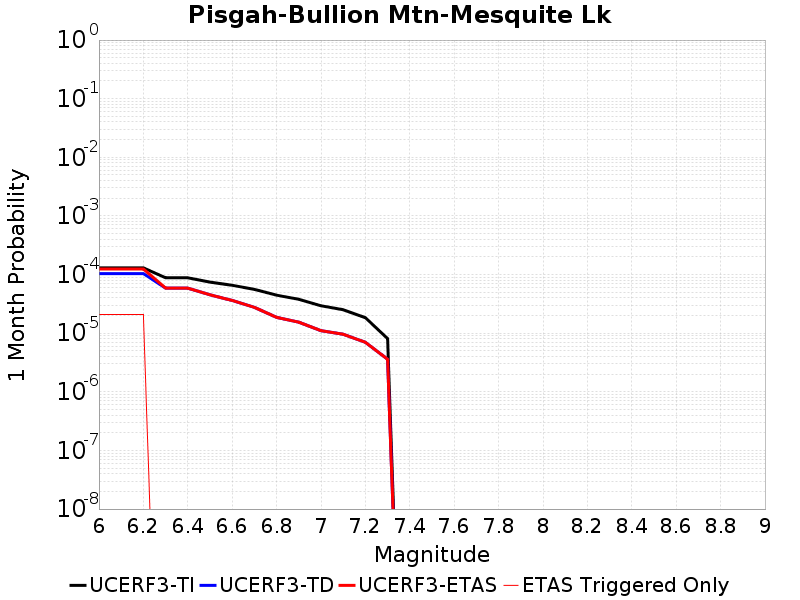 Pisgah-Bullion Mtn-Mesquite Lk
1 Month Probability
10^0
10^-1
10^-2
10^-3
10^-4
10^-5
10^-6
10^-7
10^-8
6 6.2 6.4 6.6 6.8 7 7.2 7.4 7.6 7.8 8 8.2 8.4 8.6 8.8 9
Magnitude
UCERF3-TI UCERF3-TD UCERF3-ETAS ETAS Triggered Only